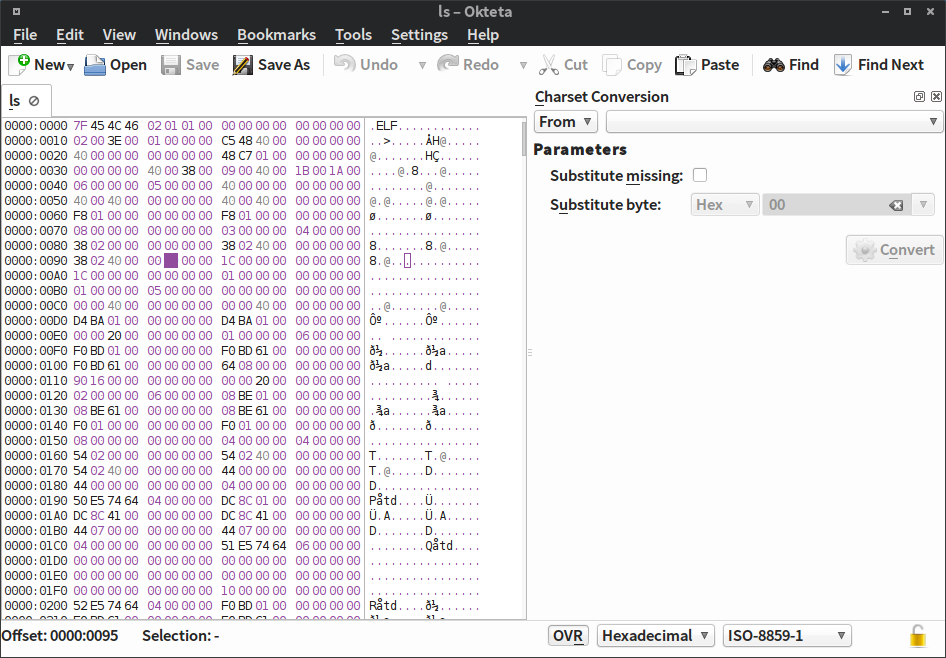 ls – Okteta
File Edit View Windows Bookmarks Tools Settings Help
New Open Save Save As Undo Redo Cut Copy Paste Find Find Next
ls
Charset Conversion
From
Parameters
Substitute missing:
Substitute byte: Hex 00
Convert
0000:0000 7F 45 4C 46 02 01 01 00 00 00 00 00 00 00 00 00 .ELF............
0000:0010 02 00 3E 00 01 00 00 00 C5 48 40 00 00 00 00 00 ..>.....ÅH@.....
0000:0020 40 00 00 00 00 00 00 00 48 C7 01 00 00 00 00 00 @.......HÇ......
0000:0030 00 00 00 00 40 00 38 00 09 00 40 00 1B 00 1A 00 ....@.8...@.....
0000:0040 06 00 00 00 05 00 00 00 40 00 00 00 00 00 00 00 ........@.......
0000:0050 40 00 40 00 00 00 00 00 40 00 40 00 00 00 00 00 @.@.....@.@.....
0000:0060 F8 01 00 00 00 00 00 00 F8 01 00 00 00 00 00 00 ø.......ø.......
0000:0070 08 00 00 00 00 00 00 00 03 00 00 00 04 00 00 00 ................
0000:0080 38 02 00 00 00 00 00 00 38 02 40 00 00 00 00 00 8.......8.@.....
0000:0090 38 02 40 00 00 00 00 1C 00 00 00 00 00 00 00 8.@.............
0000:00A0 1C 00 00 00 00 00 00 00 01 00 00 00 00 00 00 00 ................
0000:00B0 01 00 00 00 05 00 00 00 00 00 00 00 00 00 00 00 ................
0000:00C0 00 00 40 00 00 00 00 00 00 00 40 00 00 00 00 00 ..@.......@.....
0000:00D0 D4 BA 01 00 00 00 00 00 D4 BA 01 00 00 00 00 00 Ôº......Ôº......
0000:00E0 00 00 20 00 00 00 00 00 01 00 00 00 06 00 00 00 .. .............
0000:00F0 F0 BD 01 00 00 00 00 00 F0 BD 61 00 00 00 00 00 ð½......ð½a.....
0000:0100 F0 BD 61 00 00 00 00 00 64 08 00 00 00 00 00 00 ð½a.....d.......
0000:0110 90 16 00 00 00 00 00 00 00 00 20 00 00 00 00 00 .......... .....
0000:0120 02 00 00 00 06 00 00 00 08 BE 01 00 00 00 00 00 .........¾......
0000:0130 08 BE 61 00 00 00 00 00 08 BE 61 00 00 00 00 00 .¾a......¾a.....
0000:0140 F0 01 00 00 00 00 00 00 F0 01 00 00 00 00 00 00 ð.......ð.......
0000:0150 08 00 00 00 00 00 00 00 04 00 00 00 04 00 00 00 ................
0000:0160 54 02 00 00 00 00 00 00 54 02 40 00 00 00 00 00 T.......T.@.....
0000:0170 54 02 40 00 00 00 00 00 44 00 00 00 00 00 00 00 T.@.....D.......
0000:0180 44 00 00 00 00 00 00 00 04 00 00 00 00 00 00 00 D...............
0000:0190 50 E5 74 64 04 00 00 00 DC 8C 01 00 00 00 00 00 Påtd....Ü.......
0000:01A0 DC 8C 41 00 00 00 00 00 DC 8C 41 00 00 00 00 00 Ü.A.....Ü.A.....
0000:01B0 44 07 00 00 00 00 00 00 44 07 00 00 00 00 00 00 D.......D.......
0000:01C0 04 00 00 00 00 00 00 00 51 E5 74 64 06 00 00 00 ........Qåtd....
0000:01D0 00 00 00 00 00 00 00 00 00 00 00 00 00 00 00 00 ................
0000:01E0 00 00 00 00 00 00 00 00 00 00 00 00 00 00 00 00 ................
0000:01F0 00 00 00 00 00 00 00 00 10 00 00 00 00 00 00 00 ................
0000:0200 52 E5 74 64 04 00 00 00 F0 BD 01 00 00 00 00 00 Råtd....ð½......
Offset: 0000:0095 Selection: - OVR Hexadecimal ISO-8859-1